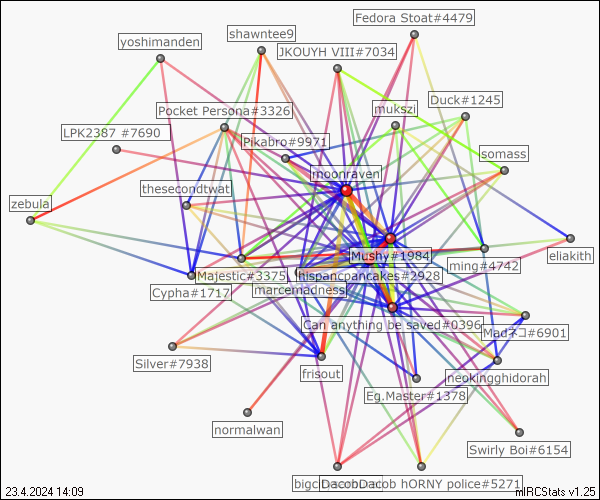 Fedora Stoat#4479
shawntee9
yoshimanden
JKOUYH VIII#7034
Duck#1245
Pocket Persona#3326
mukszi
LPK2387 #7690
Pikabro#9971
somass
moonraven
thesecondtwat
zebula
Mushy#1984
eliakith
ming#4742
Majestic#3375
hispancpancakes#2928
Cypha#1717
marcemadness
Can anything be saved#0396
Madネコ#6901
Silver#7938
frisout
neokingghidorah
Eg.Master#1378
normalwan
Swirly Boi#6154
hORNY police#5271
23.4.2024 14:09
mIRCStats v1.25